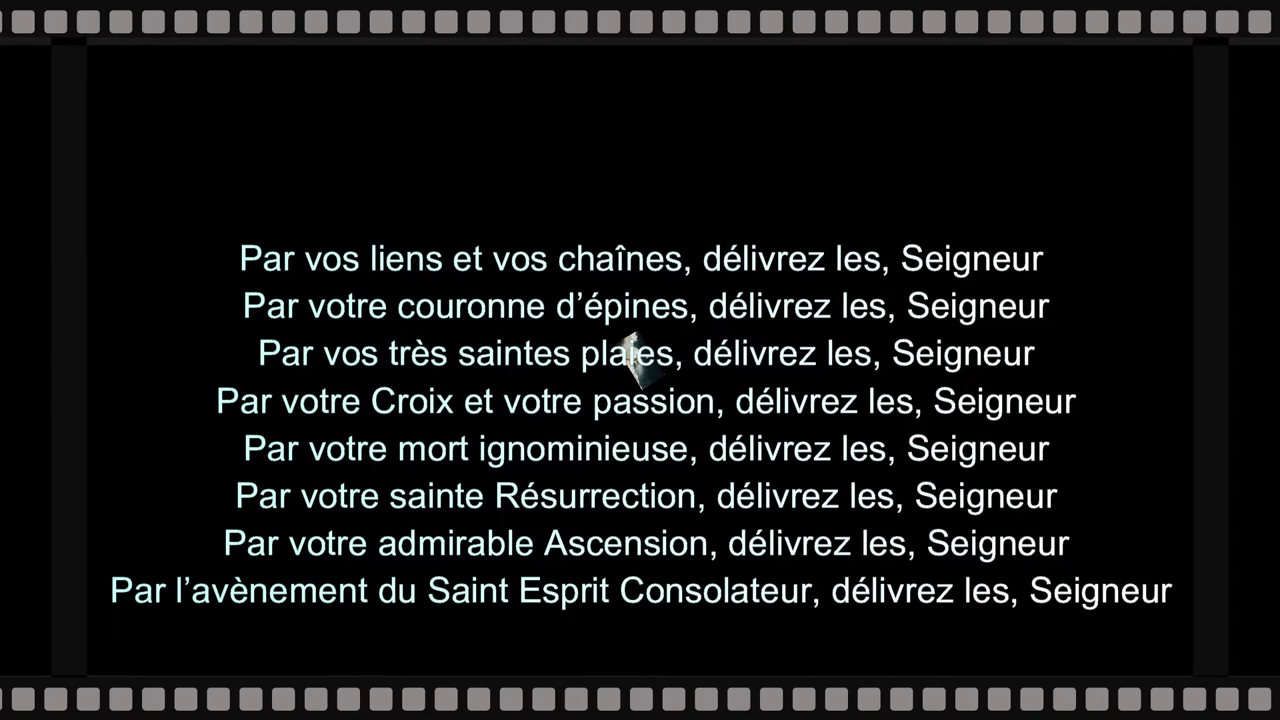 Par vos liens et vos chaînes, délivrez les, Seigneur
Par votre couronne d’épines, délivrez les, Seigneur
Par vos très saintes plaies, délivrez les, Seigneur
Par votre Croix et votre passion, délivrez les, Seigneur
Par votre mort ignominieuse, délivrez les, Seigneur
Par votre sainte Résurrection, délivrez les, Seigneur
Par votre admirable Ascension, délivrez les, Seigneur
Par l’avènement du Saint Esprit Consolateur, délivrez les, Seigneur